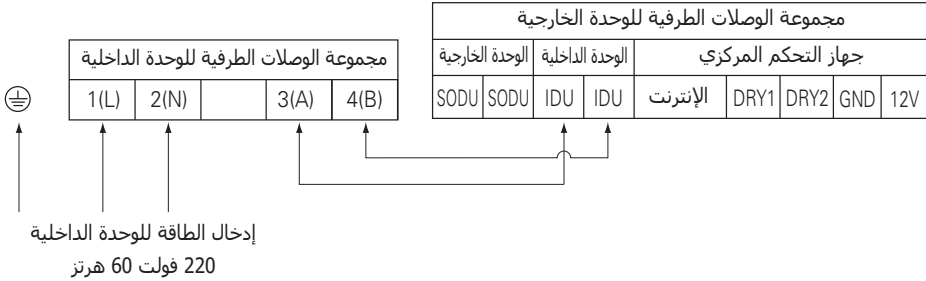 مجموعة الوصلات الطرفية للوحدة الخارجية
جهاز التحكم المركزي
الوحدة الداخلية
الوحدة الخارجية
SODU SODU IDU IDU الإنترنت DRY1 DRY2 GND 12V
مجموعة الوصلات الطرفية للوحدة الداخلية
1(L) 2(N) 3(A) 4(B)
إدخال الطاقة للوحدة الداخلية
220 فولت 60 هرتز